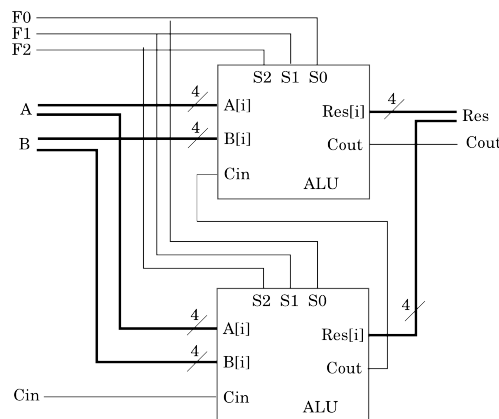 F0
F1
F2
S2 S1 S0
A
4
A[i]
Res[i]
4
Res
B
4
B[i]
Cout
Cout
Cin
ALU
S2 S1 S0
4
A[i]
Res[i]
4
4
B[i]
Cout
Cin
Cin
ALU